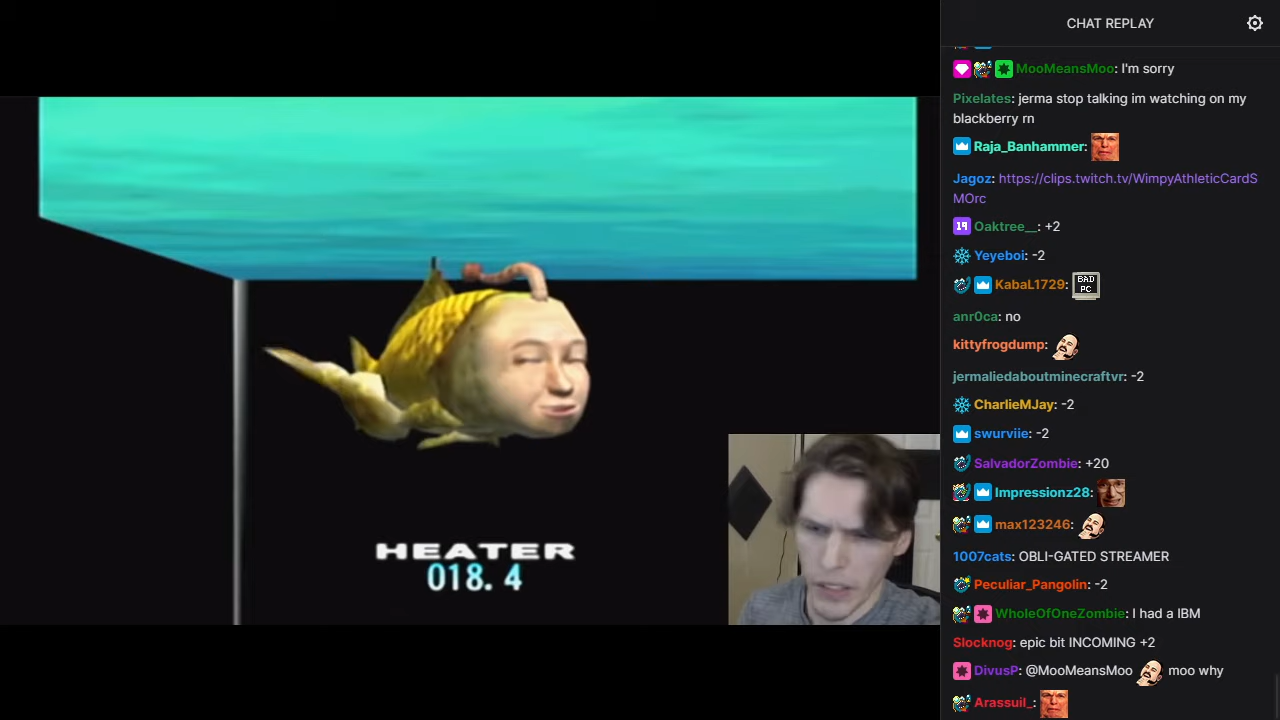 CHAT REPLAY
MooMeansMoo: I'm sorry
Pixelates: jerma stop talking im watching on my
blackberry rn
Raja_Banhammer:
Jagoz: https://clips.twitch.tv/WimpyAthleticCardS
MOrc
19 Oaktree__: +2
Yeyeboi: -2
KabaL1729: BAD
PC
anr0ca: no
kittyfrogdump:
jermaliedaboutminecraftvr: -2
CharlieMJay: -2
swurviie: -2
SalvadorZombie: +20
Impressionz28:
max123246:
1007cats: OBLI-GATED STREAMER
Peculiar_Pangolin: -2
WholeOfOneZombie: I had a IBM
Slocknog: epic bit INCOMING +2
DivusP: @MooMeansMoo moo why
Arassuil_:
HEATER
018. 4